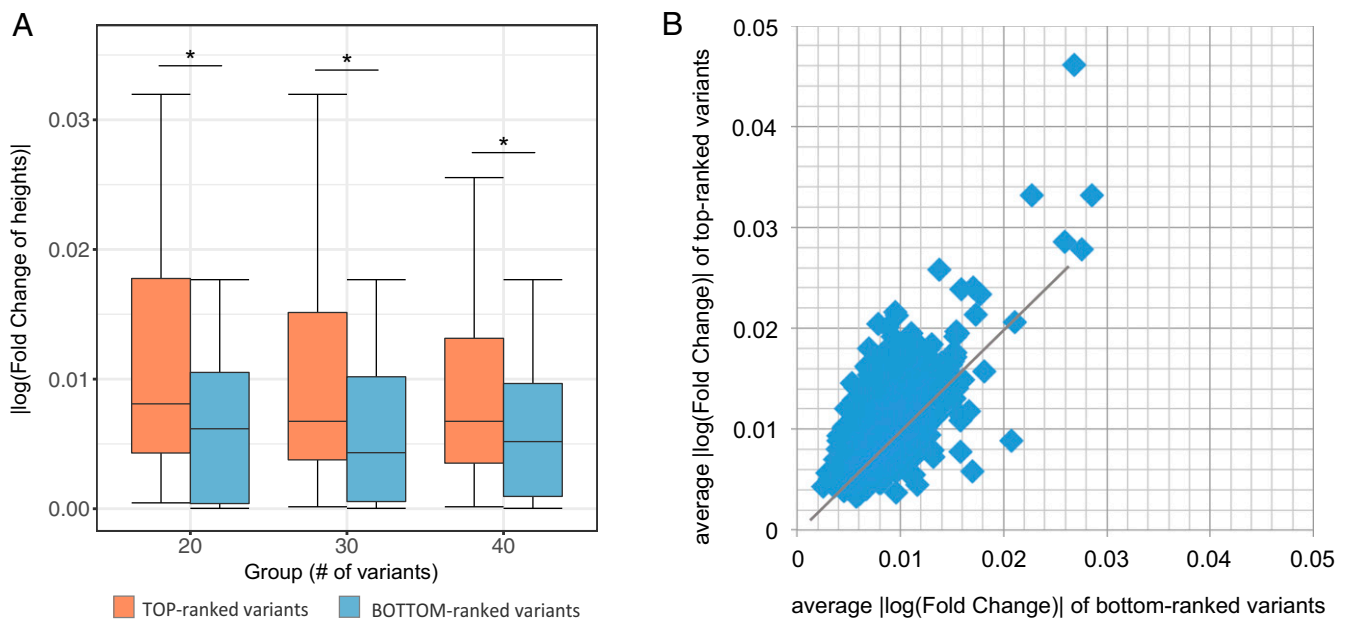 A
*
*
*
0.03
0.02
0.01
0.00
|log(Fold Change of heights)|
20
30
40
Group (# of variants)
TOP-ranked variants
BOTTOM-ranked variants
B
0.05
0.04
0.03
0.02
0.01
0
average |log(Fold Change)| of top-ranked variants
0
0.01
0.02
0.03
0.04
0.05
average |log(Fold Change)| of bottom-ranked variants